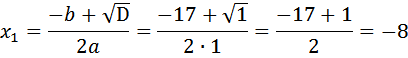 x₁ = (−b + √D)/(2a) = (−17 + √1)/(2 · 1) = (−17 + 1)/2 = −8